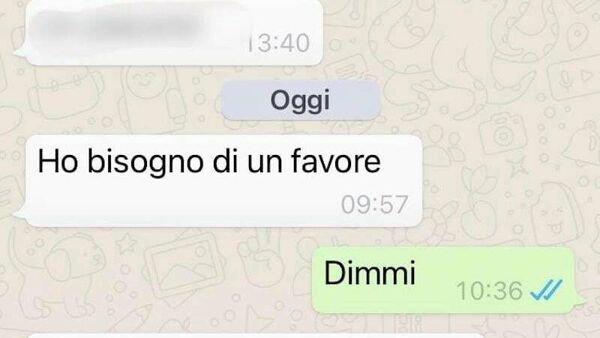 13:40
Oggi
Ho bisogno di un favore
09:57
Dimmi
10:36